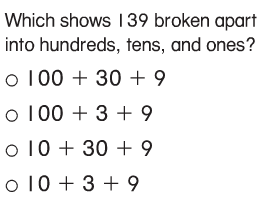 Which shows 139 broken apart
into hundreds, tens, and ones?
○ 100 + 30 + 9
○ 100 + 3 + 9
○ 10 + 30 + 9
○ 10 + 3 + 9